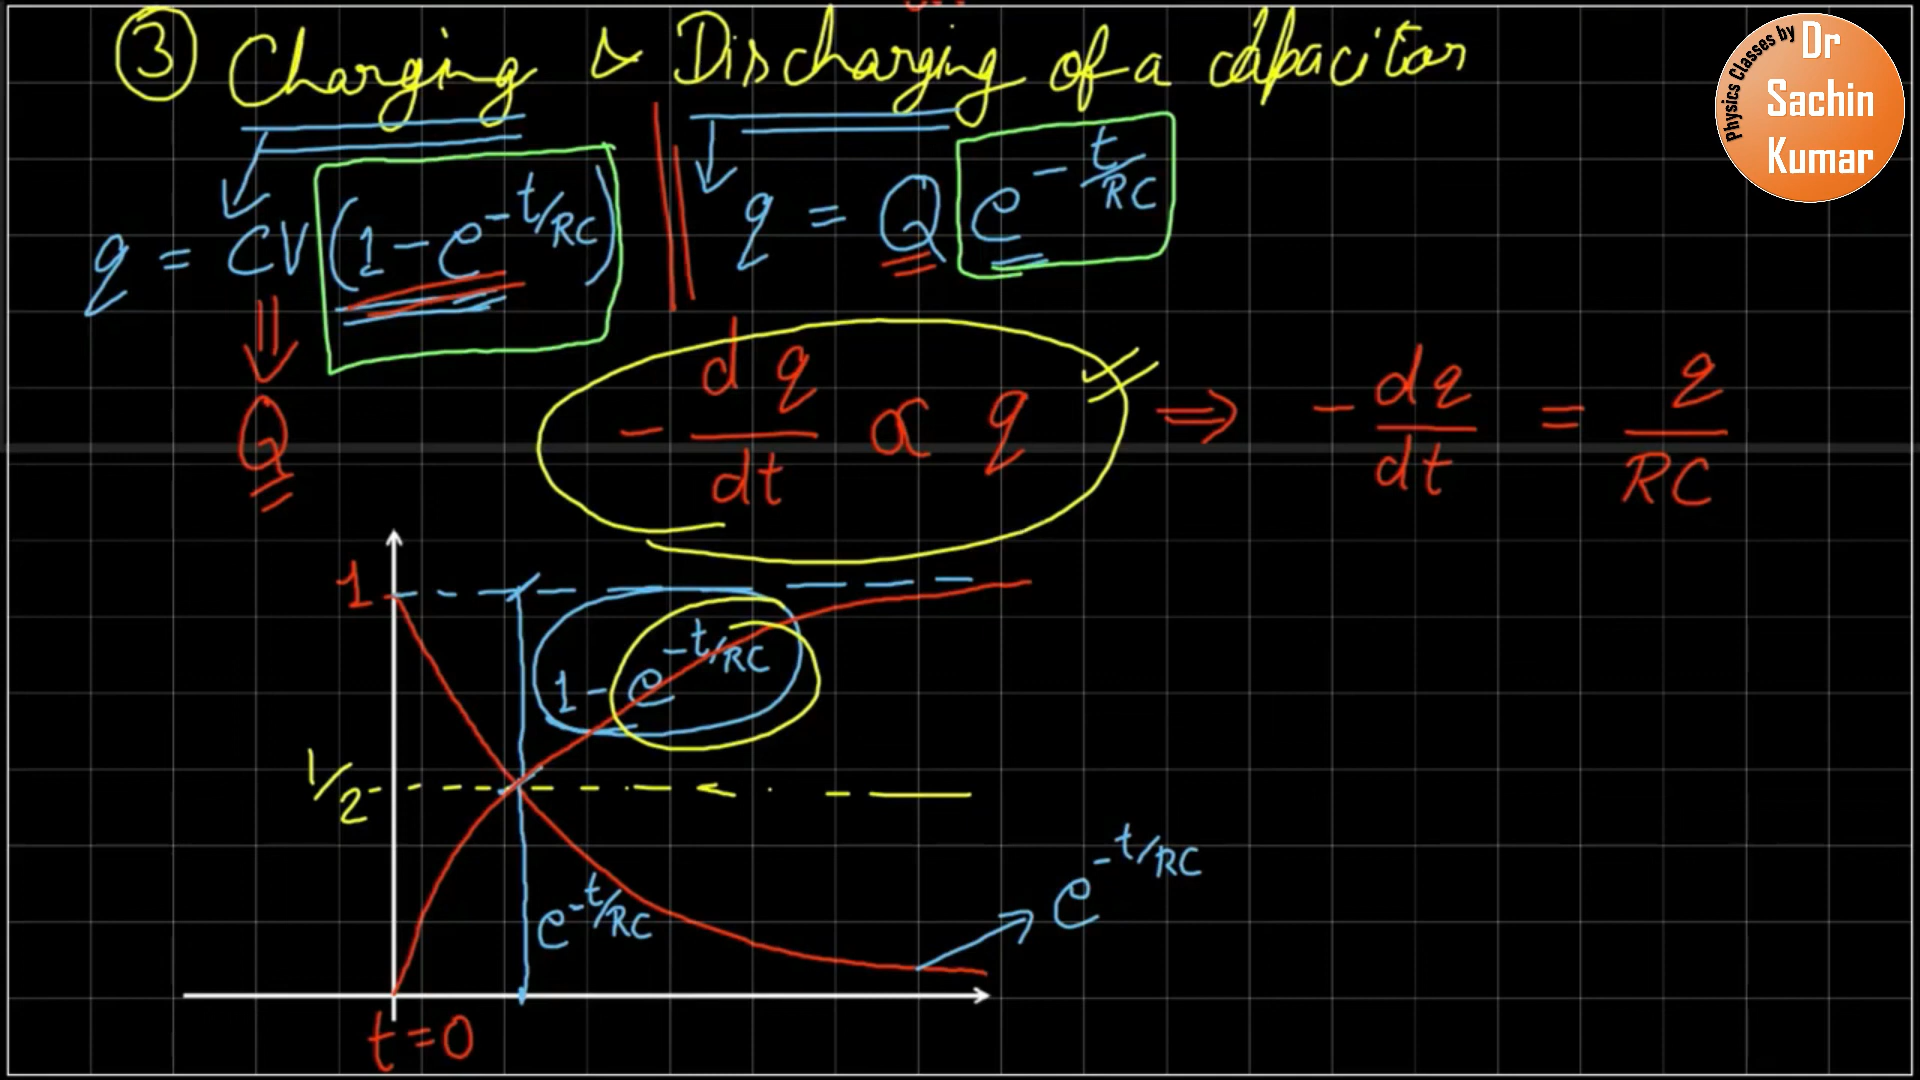 ③ Charging & Discharging of a capacitor
Physics Classes by
Dr
Sachin
Kumar
q = CV(1-e^-t/RC)
q = Q e^-t/RC
Q
-dq/dt ∝ q ⇒ -dq/dt = q/RC
1
1-e^-t/RC
1/2
e^-t/RC
e^-t/RC
t=0